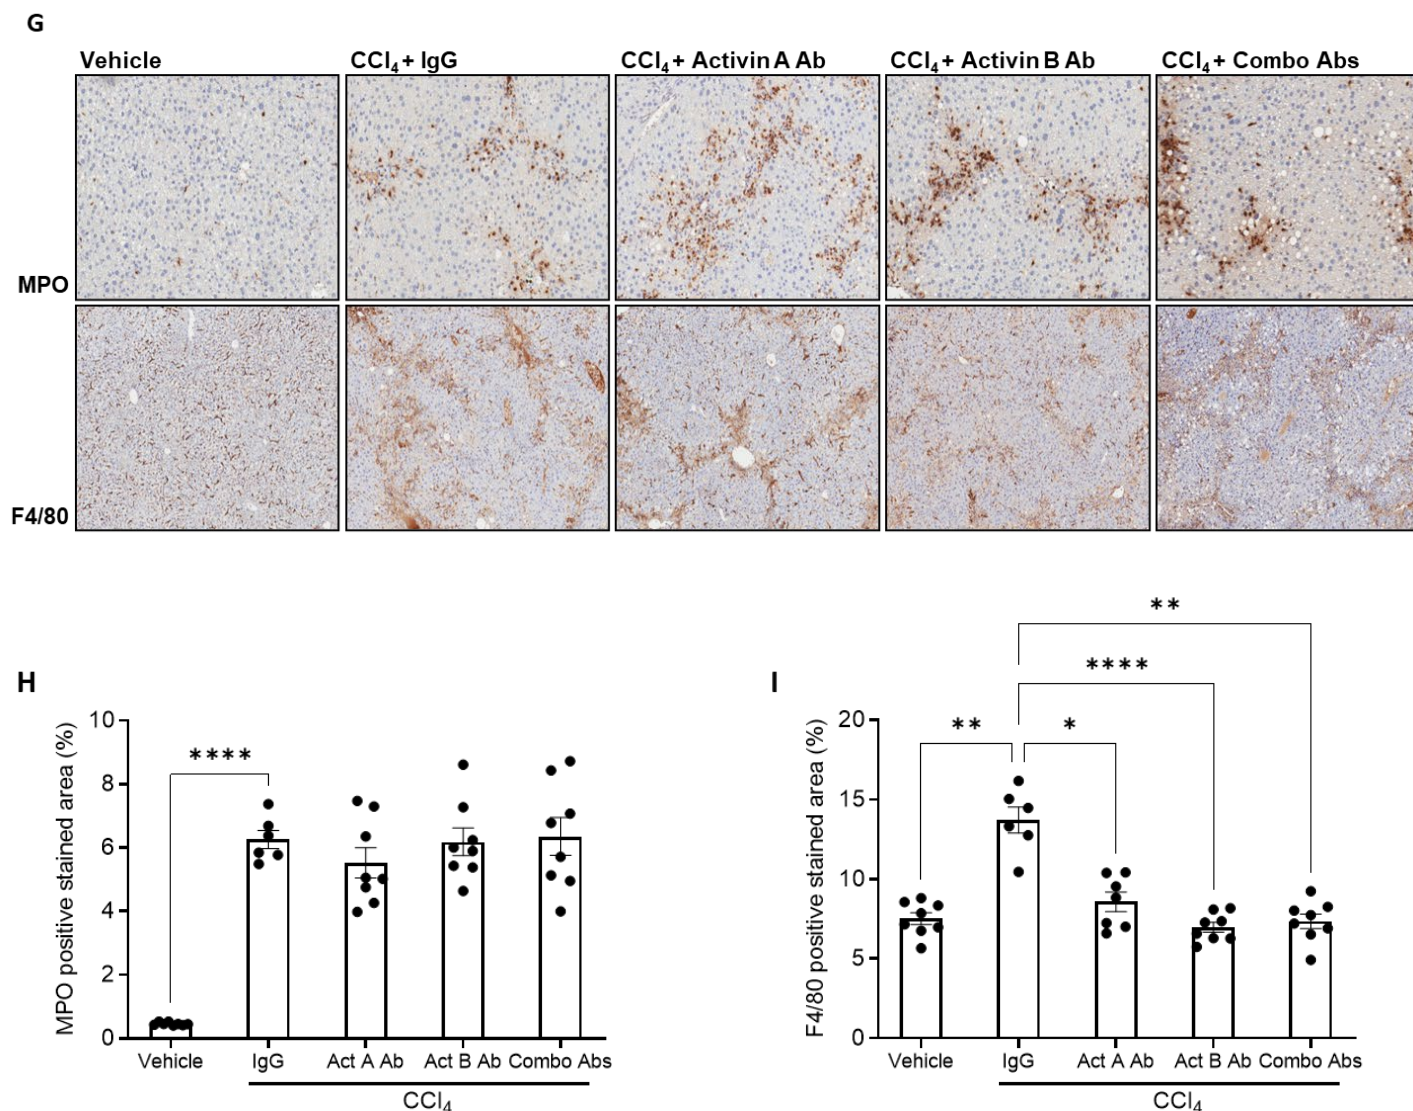 G
Vehicle
CCl₄ + IgG
CCl₄ + Activin A Ab
CCl₄ + Activin B Ab
CCl₄ + Combo Abs
MPO
F4/80
H
MPO positive stained area (%)
10
8
6
4
2
0
****
Vehicle
IgG
Act A Ab
Act B Ab
Combo Abs
CCl₄
I
F4/80 positive stained area (%)
20
15
10
5
0
**
****
**
*
Vehicle
IgG
Act A Ab
Act B Ab
Combo Abs
CCl₄